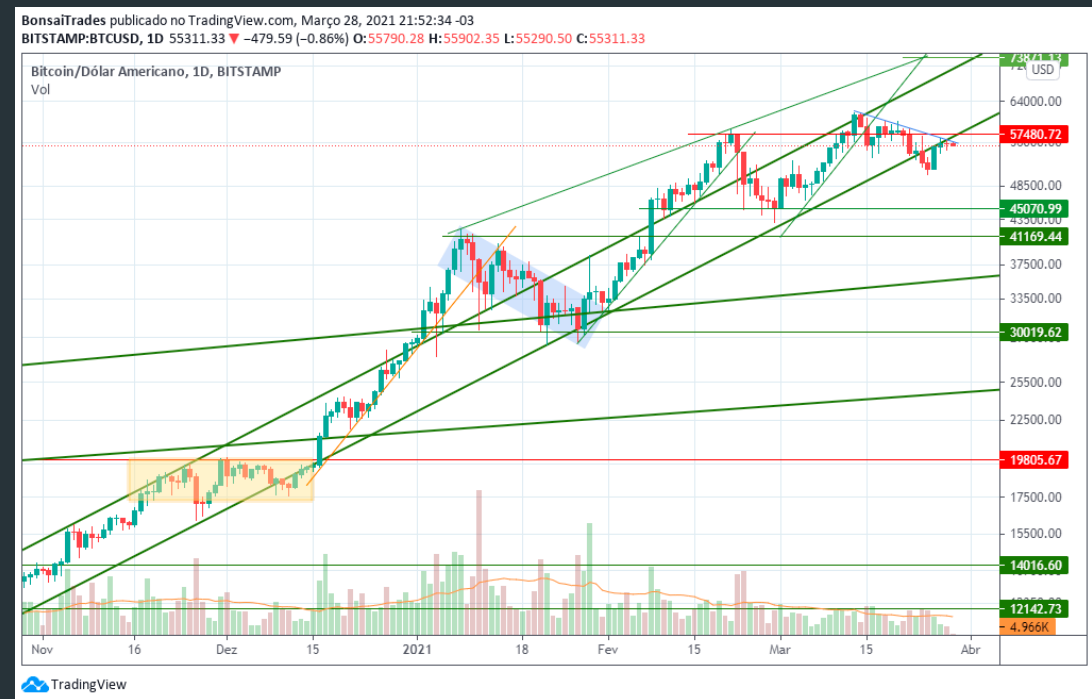 BonsaiTrades publicado no TradingView.com, Março 28, 2021 21:52:34 -03
BITSTAMP:BTCUSD, 1D 55311.33 ▼ −479.59 (−0.86%) O:55790.28 H:55902.35 L:55290.50 C:55311.33
Bitcoin/Dólar Americano, 1D, BITSTAMP
Vol
73871.13
USD
64000.00
57480.72
48500.00
45070.99
41169.44
37500.00
33500.00
30019.62
25500.00
22500.00
19805.67
17500.00
15500.00
14016.60
12142.73
4.966K
Nov 16 Dez 15 2021 18 Fev 15 Mar 15 Abr
TradingView